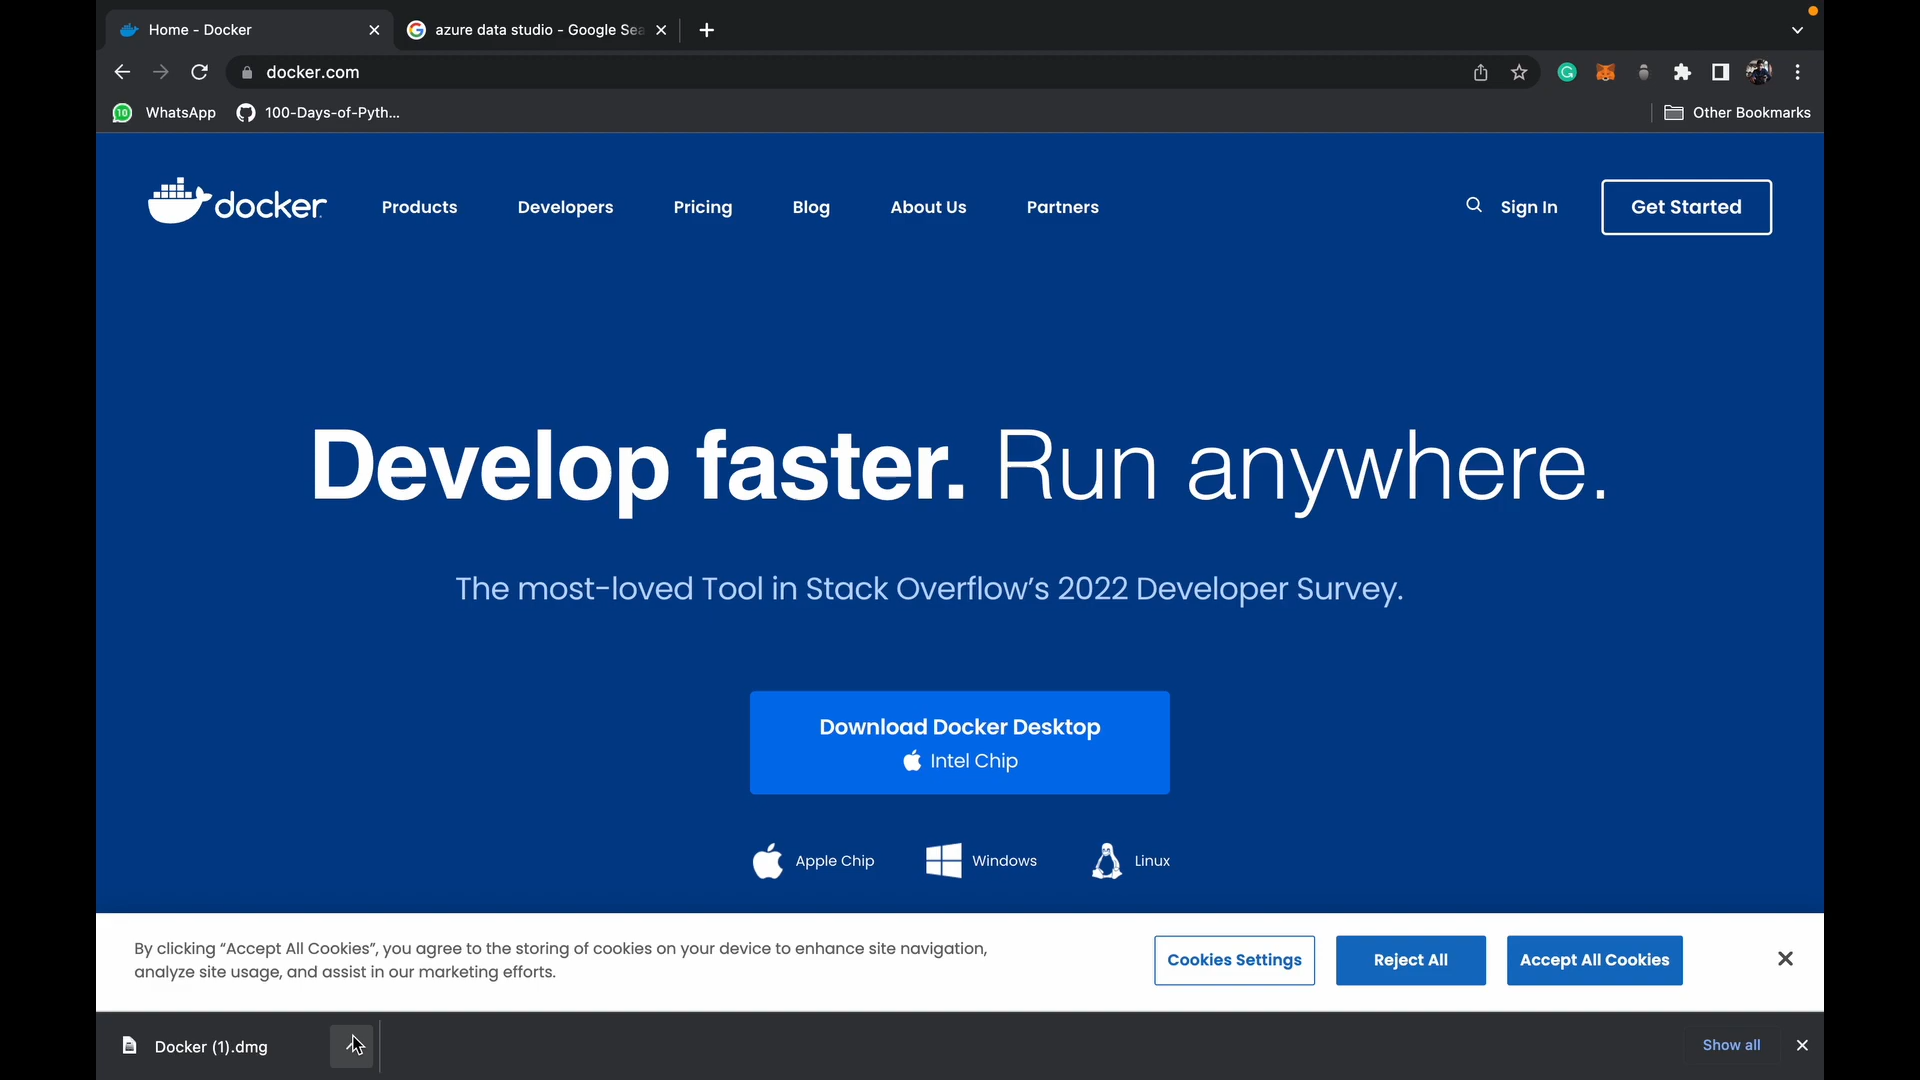 Home - Docker
azure data studio - Google Sea
docker.com
10
WhatsApp
100-Days-of-Pyth...
Other Bookmarks
docker
Products
Developers
Pricing
Blog
About Us
Partners
Sign In
Get Started
Develop faster. Run anywhere.
The most-loved Tool in Stack Overflow’s 2022 Developer Survey.
Download Docker Desktop
Intel Chip
Apple Chip
Windows
Linux
By clicking “Accept All Cookies”, you agree to the storing of cookies on your device to enhance site navigation,
analyze site usage, and assist in our marketing efforts.
Cookies Settings
Reject All
Accept All Cookies
Docker (1).dmg
Show all